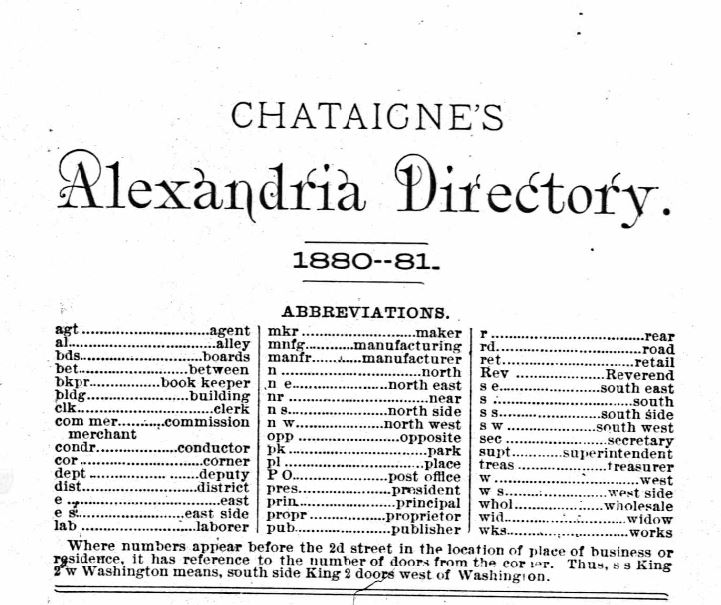 CHATAIGNE'S
Alexandria Directory.
1880--81.
ABBREVIATIONS.
agt..............................agent
al..............................alley
bds..............................boards
bet..............................between
bkpr..............book keeper
bldg..............................building
clk..............................clerk
com mer..........commission
merchant
condr..................conductor
cor..............................corner
dept..............................deputy
dist..............................district
e..............................east
e s..............................east side
lab..............................laborer
mkr..............................maker
mnfg..........manufacturing
manfr..........manufacturer
n..............................north
n e..................north east
nr..............................near
n s..................north side
n w..................north west
opp..................opposite
pk..............................park
pl..............................place
P O..................post office
pres..................president
prin..................principal
propr..................proprietor
pub..................publisher
r..............................rear
rd..............................road
ret..............................retail
Rev..................Reverend
s e..................south east
s..............................south
s s..................south side
s w..................south west
sec..................secretary
supt..........superintendent
treas..................treasurer
w..............................west
w s..................west side
whol..................wholesale
wid..............................widow
wks..............................works
Where numbers appear before the 2d street in the location of place of business or
residence, it has reference to the number of doors from the corner. Thus, s s King
2 w Washington means, south side King 2 doors west of Washington.